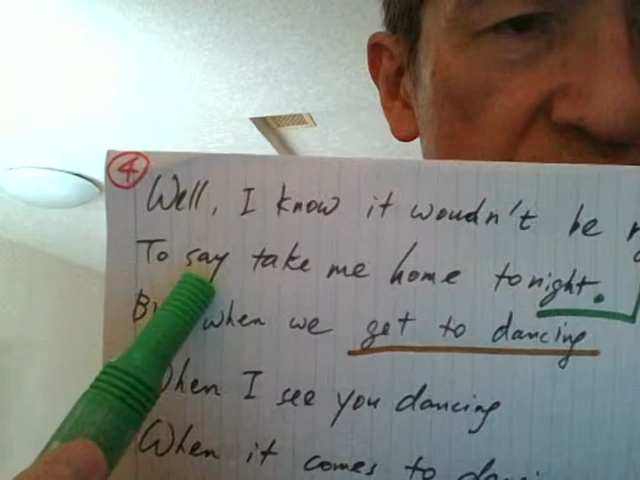 ④
Well, I know it woudn't be
To say take me home tonight.
when we get to dancing
When I see you dancing
When it comes to